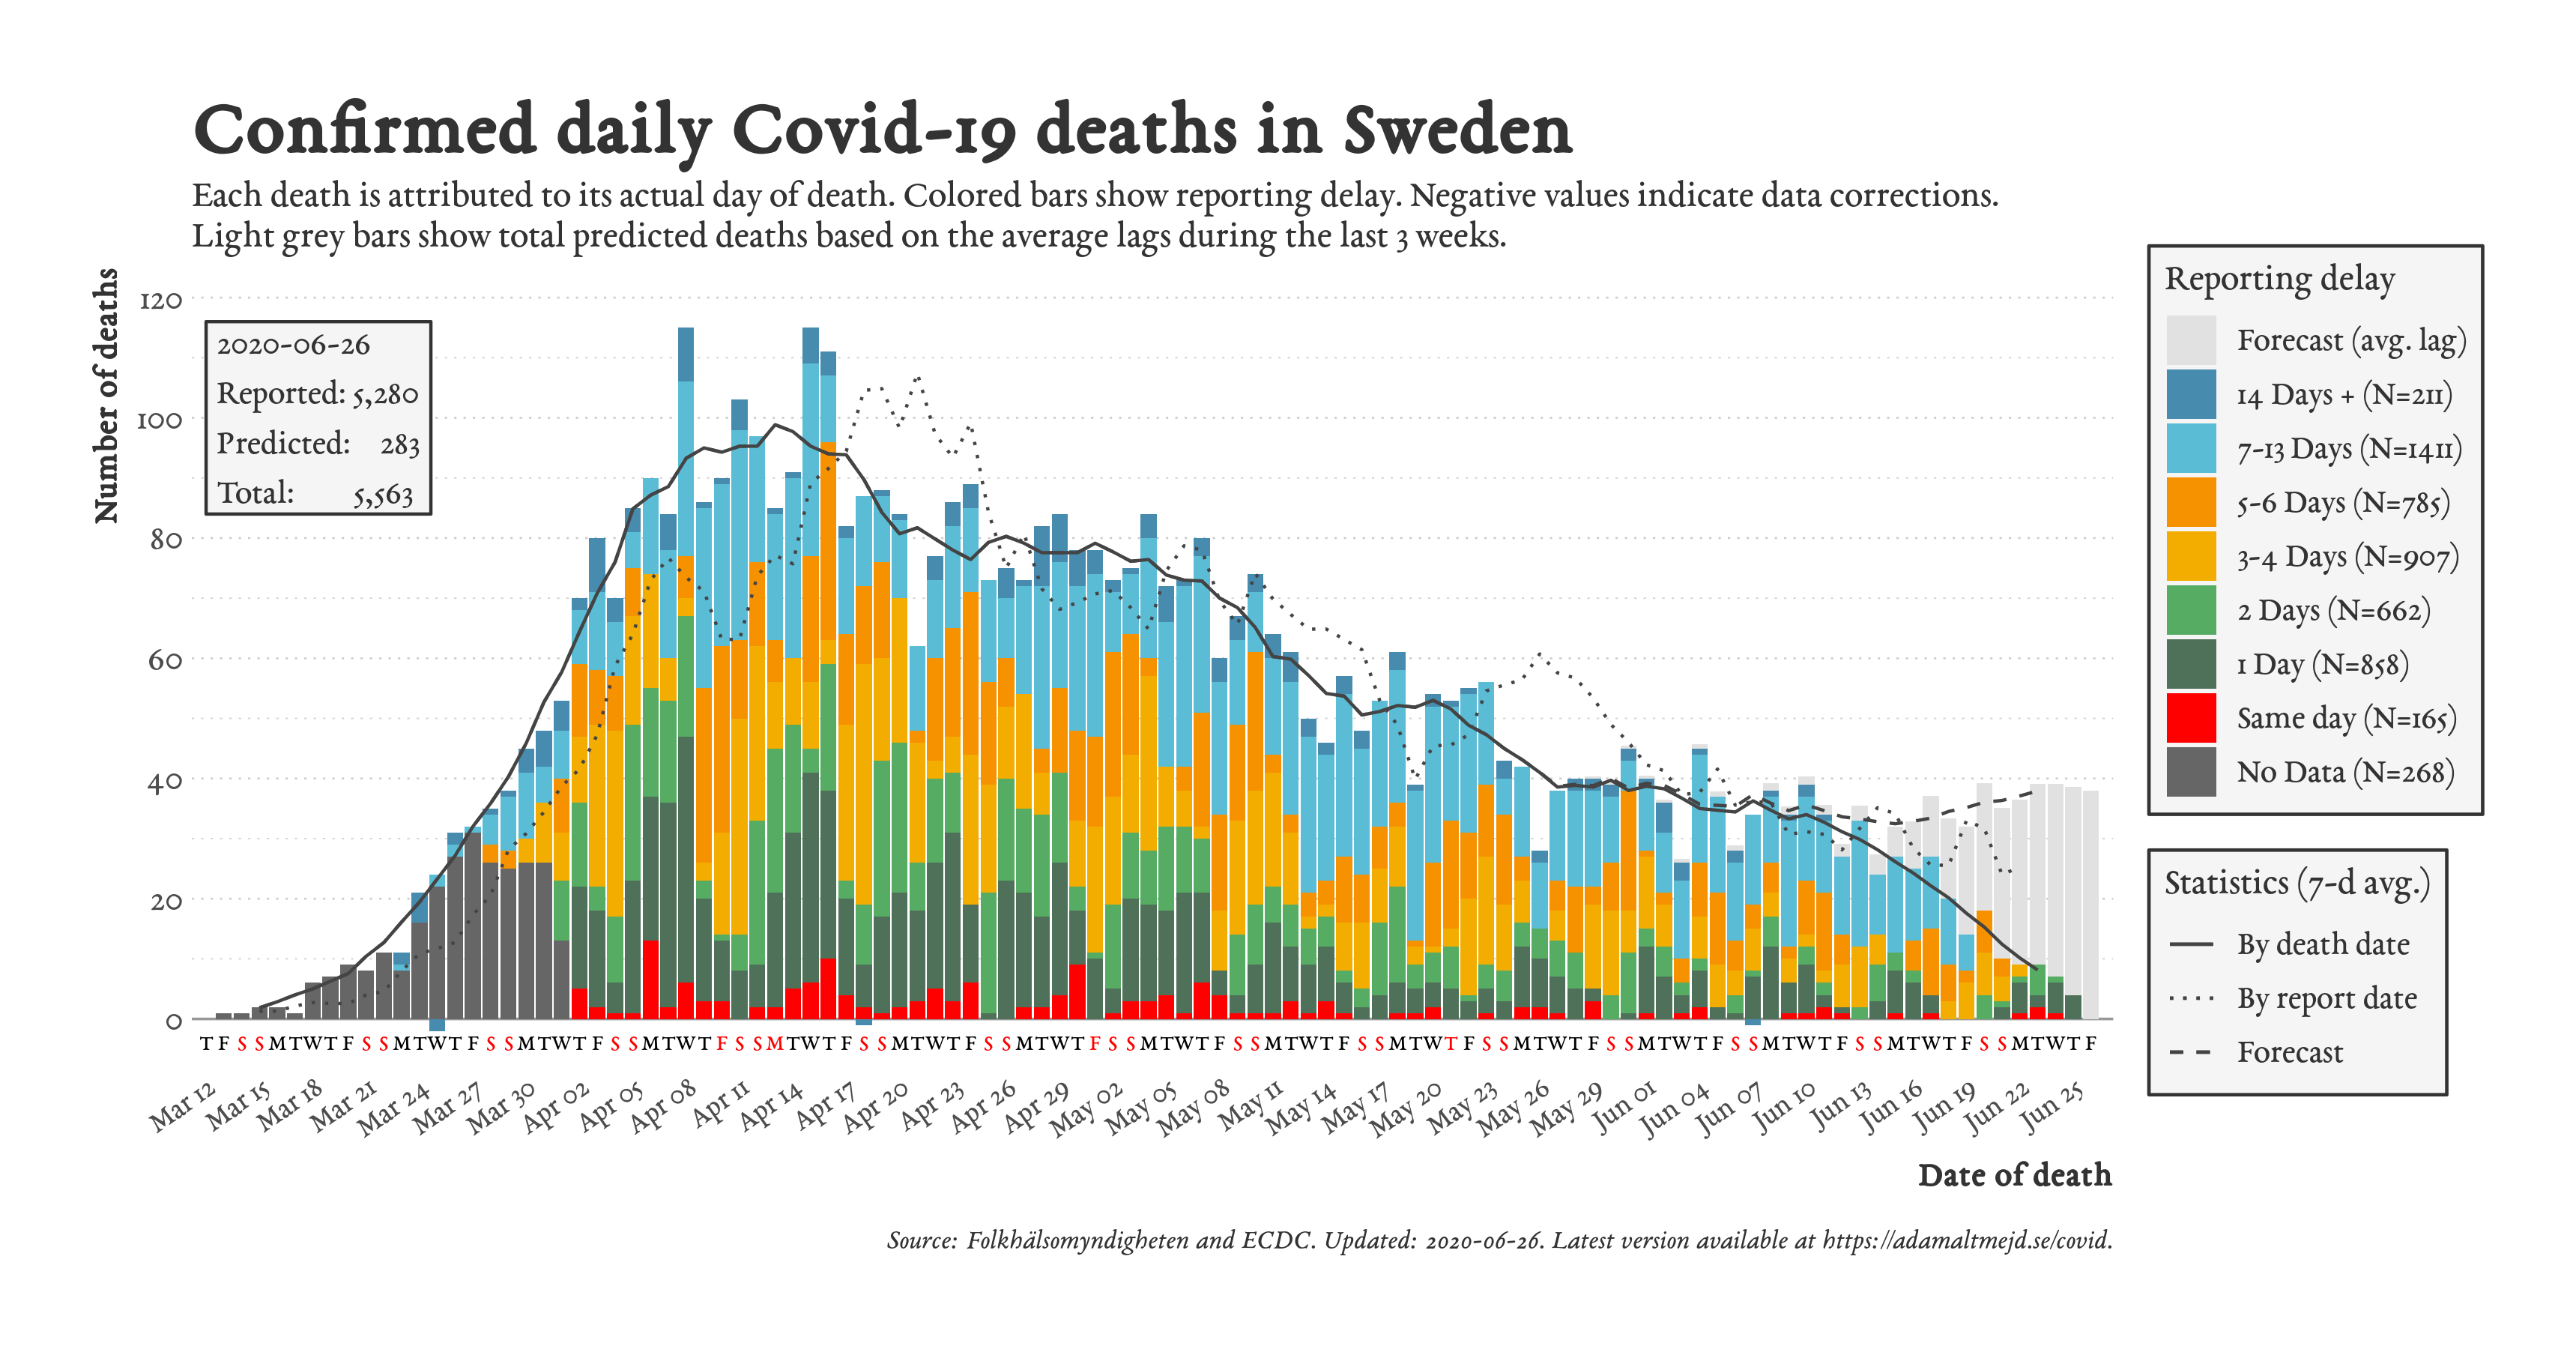 Confirmed daily Covid-19 deaths in Sweden
Each death is attributed to its actual day of death. Colored bars show reporting delay. Negative values indicate data corrections.
Light grey bars show total predicted deaths based on the average lags during the last 3 weeks.
Number of deaths
120
100
80
60
40
20
0
2020-06-26
Reported: 5,280
Predicted: 283
Total: 5,563
T F S S M T W T F S S M T W T F S S M T W T F S S M T W T F S S M T W T F S S M T W T F S S M T W T F S S M T W T F S S M T W T F S S M T W T F S S M T W T F S S M T W T F S S M T W T F S S M T W T F S S M T W T F
Mar 12 Mar 15 Mar 18 Mar 21 Mar 24 Mar 27 Mar 30 Apr 02 Apr 05 Apr 08 Apr 11 Apr 14 Apr 17 Apr 20 Apr 23 Apr 26 Apr 29 May 02 May 05 May 08 May 11 May 14 May 17 May 20 May 23 May 26 May 29 Jun 01 Jun 04 Jun 07 Jun 10 Jun 13 Jun 16 Jun 19 Jun 22 Jun 25
Date of death
Reporting delay
Forecast (avg. lag)
14 Days + (N=211)
7-13 Days (N=1411)
5-6 Days (N=785)
3-4 Days (N=907)
2 Days (N=662)
1 Day (N=858)
Same day (N=165)
No Data (N=268)
Statistics (7-d avg.)
By death date
By report date
Forecast
Source: Folkhälsomyndigheten and ECDC. Updated: 2020-06-26. Latest version available at https://adamaltmejd.se/covid.